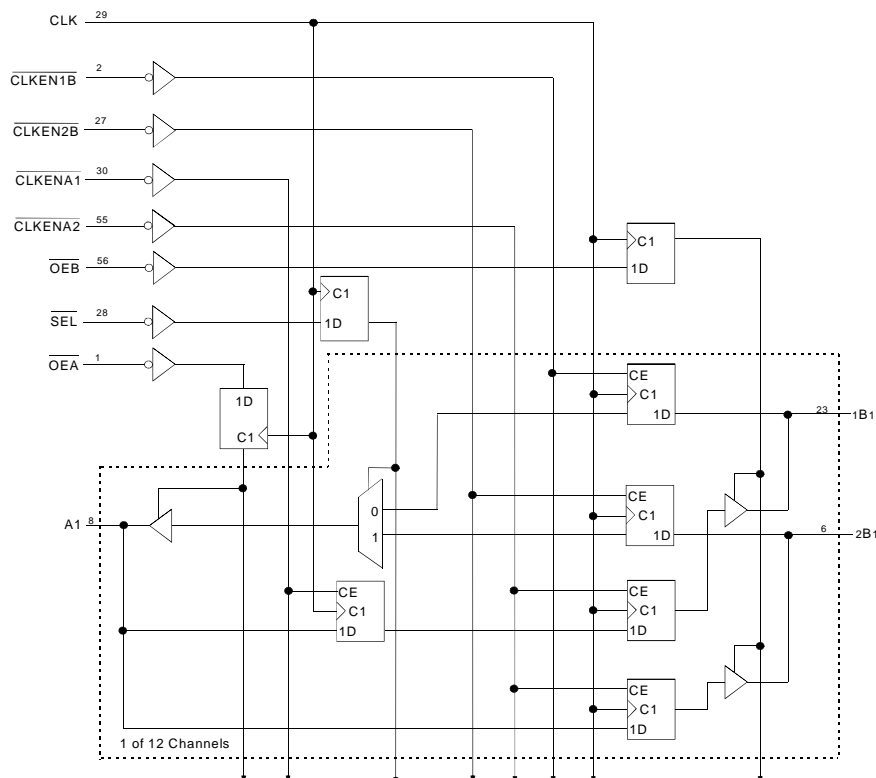 CLK 29
CLKEN1B 2
CLKEN2B 27
CLKENA1 30
CLKENA2 55
OEB 56
SEL 28
OEA 1
C1
1D
C1
1D
1D
C1
CE
C1
1D
23 1B1
CE
C1
1D
6 2B1
0
1
A1 8
CE
C1
1D
CE
C1
1D
CE
C1
1D
1 of 12 Channels